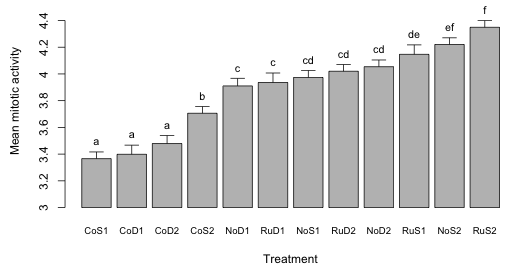 Mean mitotic activity
4.4
4.2
4
3.8
3.6
3.4
3.2
3
a a a b c c cd cd cd de ef f
CoS1 CoD1 CoD2 CoS2 NoD1 RuD1 NoS1 RuD2 NoD2 RuS1 NoS2 RuS2
Treatment